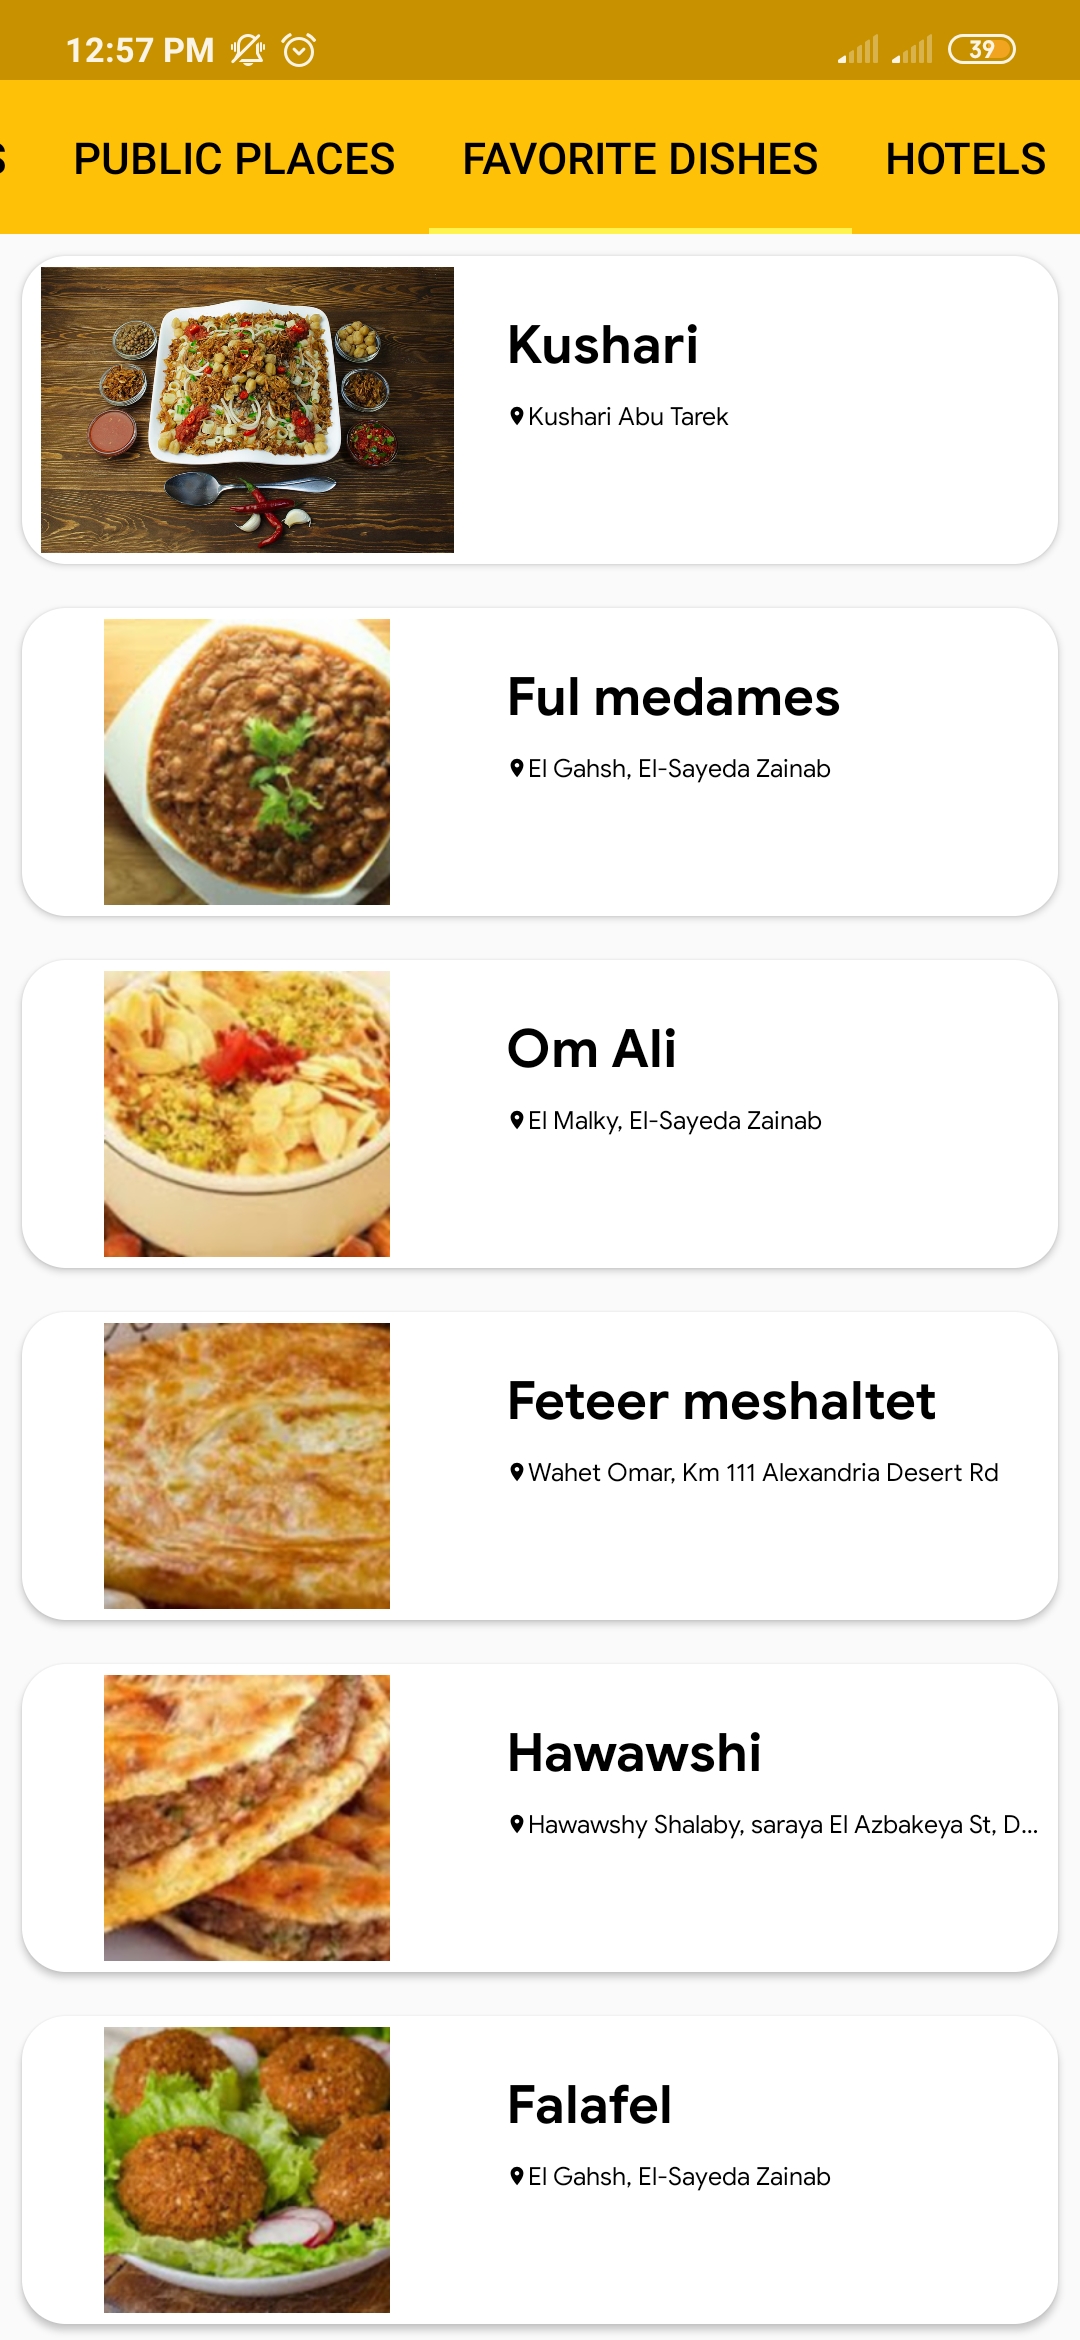 12:57 PM 39
S PUBLIC PLACES FAVORITE DISHES HOTELS
Kushari
Kushari Abu Tarek
Ful medames
El Gahsh, El-Sayeda Zainab
Om Ali
El Malky, El-Sayeda Zainab
Feteer meshaltet
Wahet Omar, Km 111 Alexandria Desert Rd
Hawawshi
Hawawshy Shalaby, saraya El Azbakeya St, D...
Falafel
El Gahsh, El-Sayeda Zainab